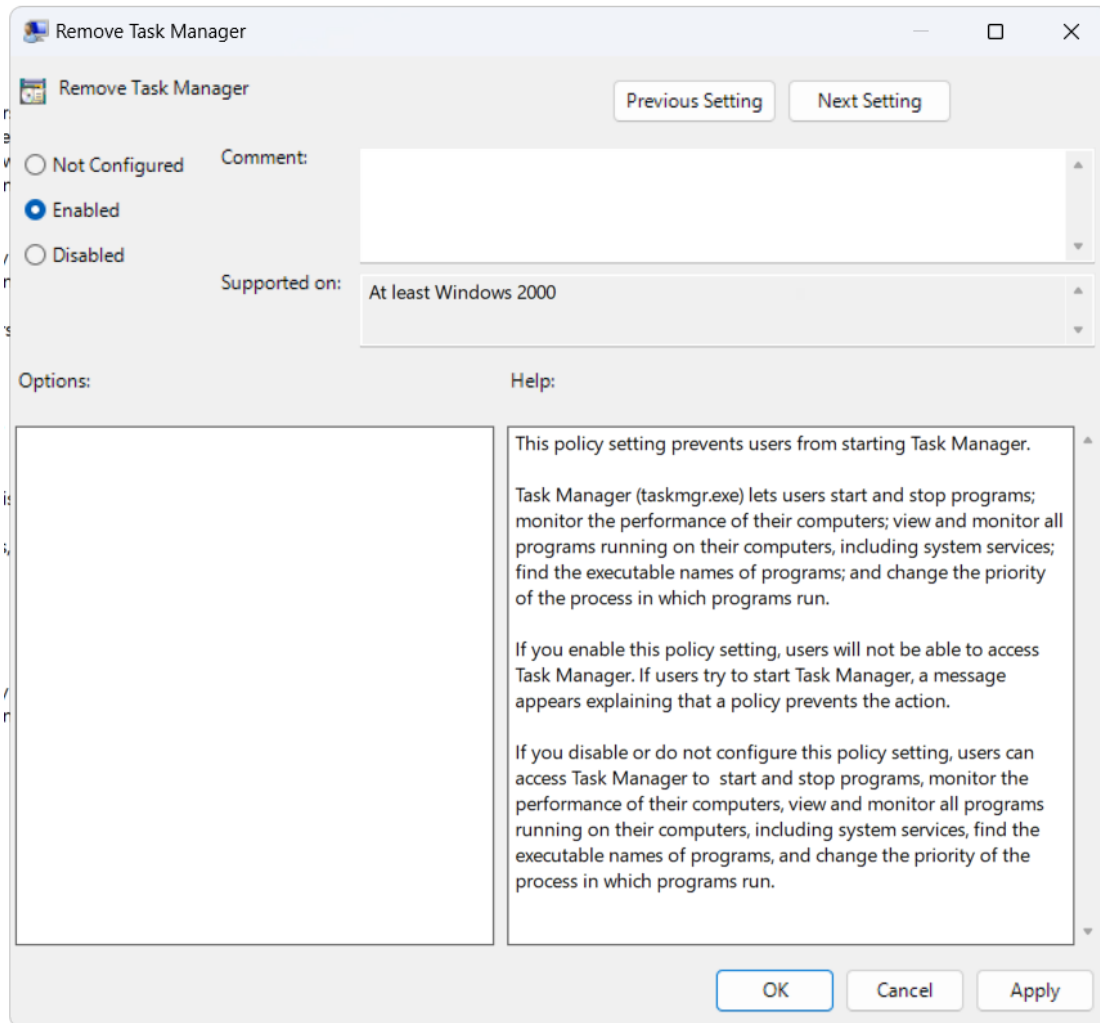 Remove Task Manager
Remove Task Manager
Previous Setting
Next Setting
Not Configured
Comment:
Enabled
Disabled
Supported on:
At least Windows 2000
Options:
Help:
This policy setting prevents users from starting Task Manager.
Task Manager (taskmgr.exe) lets users start and stop programs;
monitor the performance of their computers; view and monitor all
programs running on their computers, including system services;
find the executable names of programs; and change the priority
of the process in which programs run.
If you enable this policy setting, users will not be able to access
Task Manager. If users try to start Task Manager, a message
appears explaining that a policy prevents the action.
If you disable or do not configure this policy setting, users can
access Task Manager to  start and stop programs, monitor the
performance of their computers, view and monitor all programs
running on their computers, including system services, find the
executable names of programs, and change the priority of the
process in which programs run.
OK
Cancel
Apply